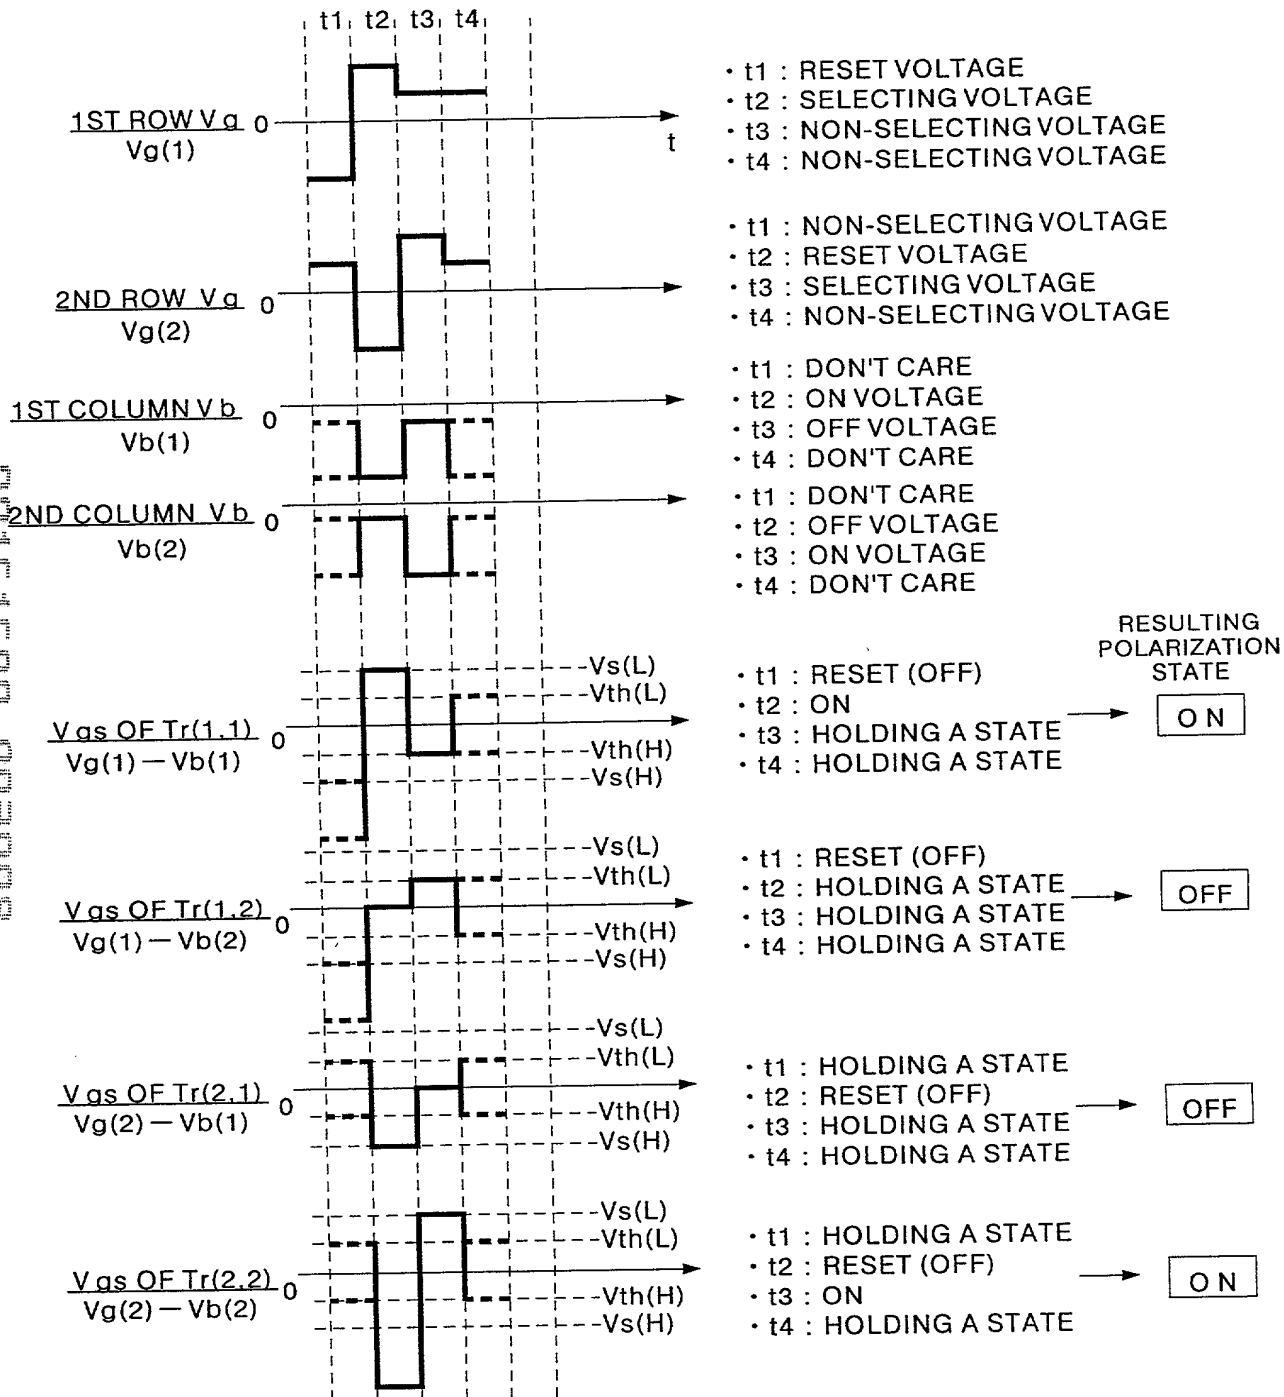 t1 t2 t3 t4
1ST ROW Vg 0
Vg(1)
t
· t1 : RESET VOLTAGE
· t2 : SELECTING VOLTAGE
· t3 : NON-SELECTING VOLTAGE
· t4 : NON-SELECTING VOLTAGE
2ND ROW Vg 0
Vg(2)
· t1 : NON-SELECTING VOLTAGE
· t2 : RESET VOLTAGE
· t3 : SELECTING VOLTAGE
· t4 : NON-SELECTING VOLTAGE
1ST COLUMN Vb 0
Vb(1)
· t1 : DON'T CARE
· t2 : ON VOLTAGE
· t3 : OFF VOLTAGE
· t4 : DON'T CARE
2ND COLUMN Vb 0
Vb(2)
· t1 : DON'T CARE
· t2 : OFF VOLTAGE
· t3 : ON VOLTAGE
· t4 : DON'T CARE
RESULTING
POLARIZATION
STATE
Vgs OF Tr(1,1) 0
Vg(1)－Vb(1)
Vs(L)
Vth(L)
Vth(H)
Vs(H)
· t1 : RESET (OFF)
· t2 : ON
· t3 : HOLDING A STATE
· t4 : HOLDING A STATE
ON
Vgs OF Tr(1,2) 0
Vg(1)－Vb(2)
Vs(L)
Vth(L)
Vth(H)
Vs(H)
· t1 : RESET (OFF)
· t2 : HOLDING A STATE
· t3 : HOLDING A STATE
· t4 : HOLDING A STATE
OFF
Vgs OF Tr(2,1) 0
Vg(2)－Vb(1)
Vs(L)
Vth(L)
Vth(H)
Vs(H)
· t1 : HOLDING A STATE
· t2 : RESET (OFF)
· t3 : HOLDING A STATE
· t4 : HOLDING A STATE
OFF
Vgs OF Tr(2,2) 0
Vg(2)－Vb(2)
Vs(L)
Vth(L)
Vth(H)
Vs(H)
· t1 : HOLDING A STATE
· t2 : RESET (OFF)
· t3 : ON
· t4 : HOLDING A STATE
ON